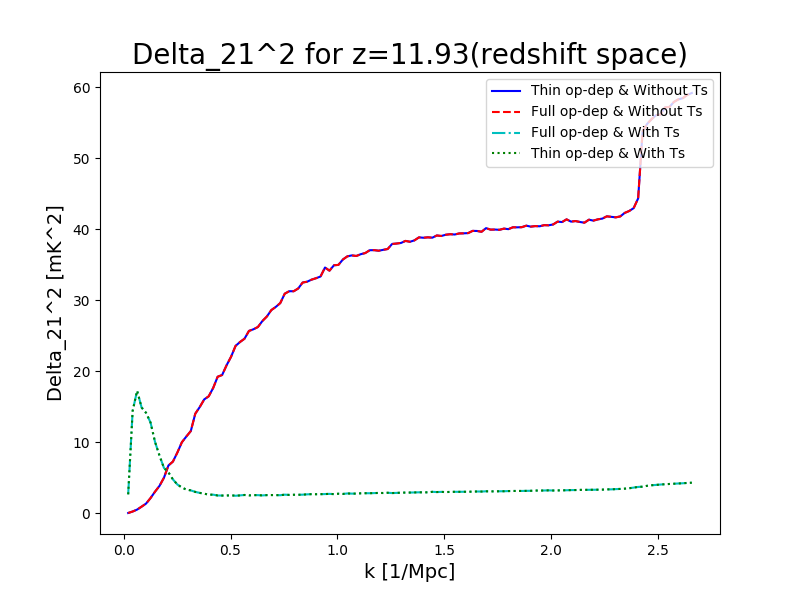 Delta_21^2 for z=11.93(redshift space)
Thin op-dep & Without Ts
Full op-dep & Without Ts
Full op-dep & With Ts
Thin op-dep & With Ts
Delta_21^2 [mK^2]
60
50
40
30
20
10
0
0.0 0.5 1.0 1.5 2.0 2.5
k [1/Mpc]